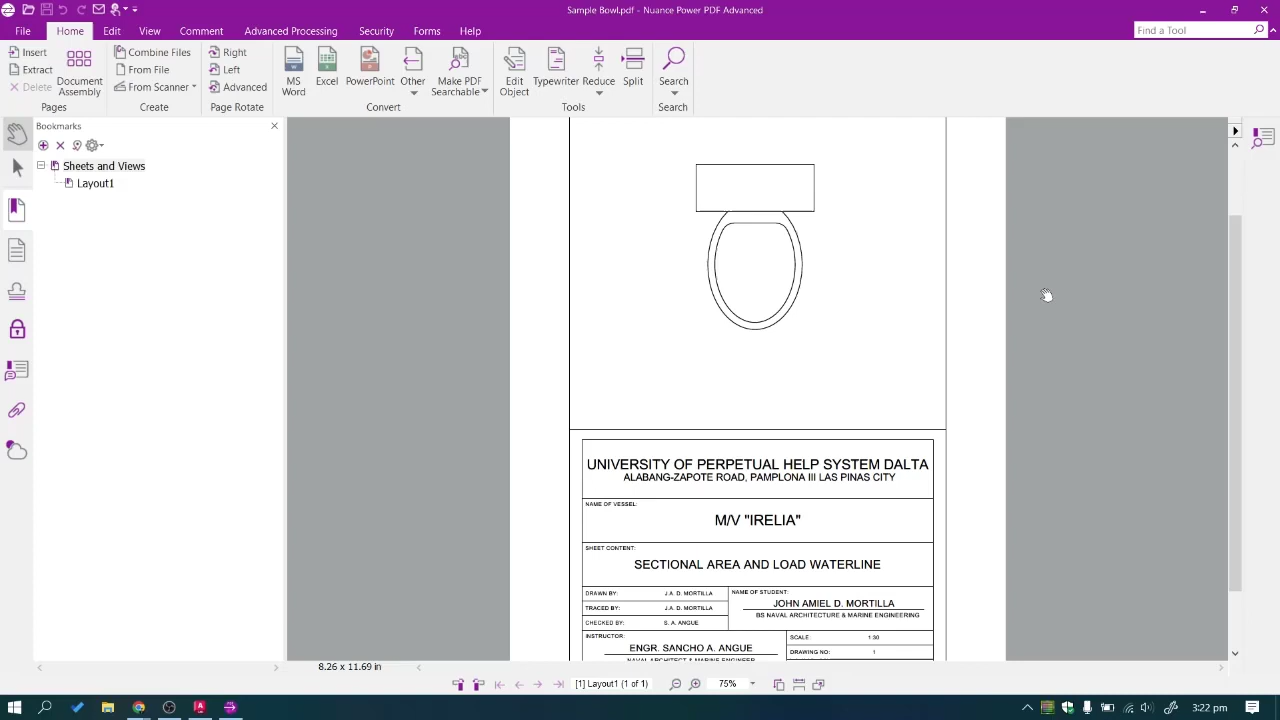 Sample Bowl.pdf - Nuance Power PDF Advanced
File Home Edit View Comment Advanced Processing Security Forms Help
Find a Tool
Insert
Extract
Delete
Document Assembly
Pages
Combine Files
From File
From Scanner
Create
Right
Left
Advanced
Page Rotate
MS Word
Excel
PowerPoint
Other
Make PDF Searchable
Convert
Edit Object
Typewriter
Reduce
Split
Tools
Search
Search
Bookmarks
Sheets and Views
Layout1
UNIVERSITY OF PERPETUAL HELP SYSTEM DALTA
ALABANG-ZAPOTE ROAD, PAMPLONA III LAS PINAS CITY
NAME OF VESSEL:
M/V "IRELIA"
SHEET CONTENT:
SECTIONAL AREA AND LOAD WATERLINE
DRAWN BY: J.A. D. MORTILLA
TRACED BY: J.A. D. MORTILLA
CHECKED BY: S. A. ANGUE
NAME OF STUDENT:
JOHN AMIEL D. MORTILLA
BS NAVAL ARCHITECTURE & MARINE ENGINEERING
INSTRUCTOR:
ENGR. SANCHO A. ANGUE
NAVAL ARCHITECT & MARINE ENGINEER
SCALE: 1:30
DRAWING NO: 1
8.26 x 11.69 in
[1] Layout1 (1 of 1)
75%
3:22 pm